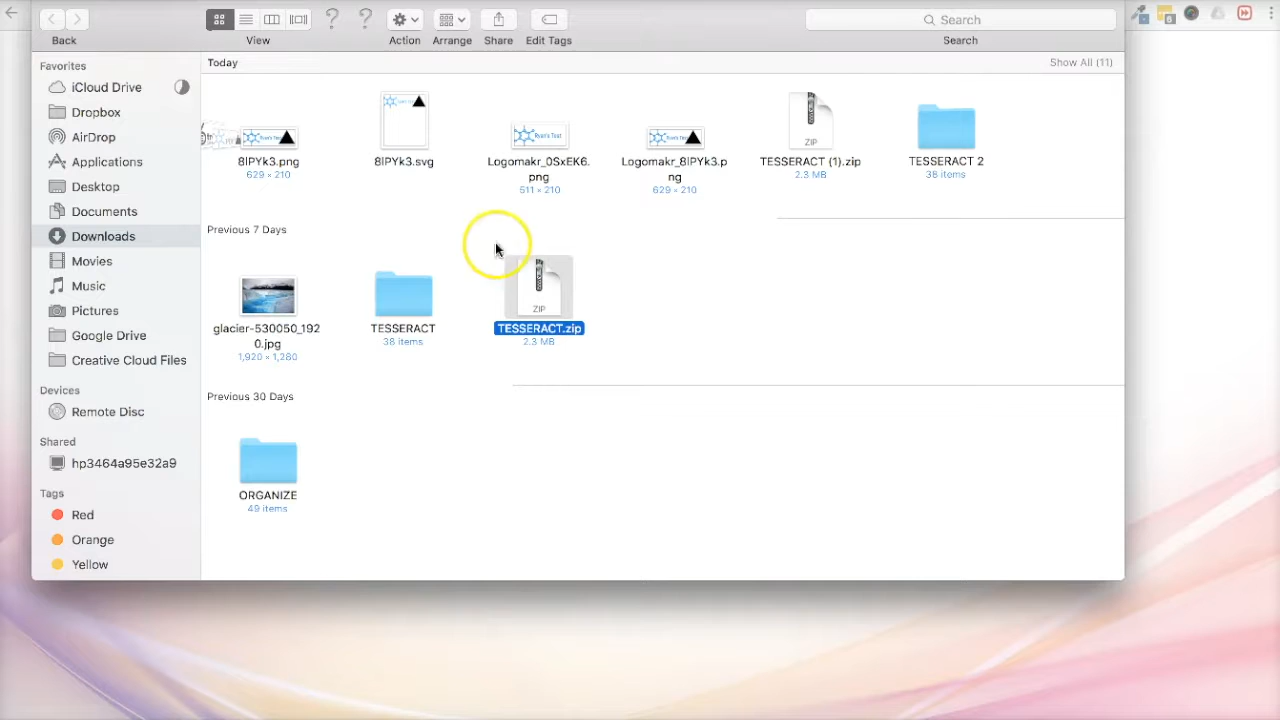 Search
Back
View
Action
Arrange
Share
Edit Tags
Search
Favorites
iCloud Drive
Dropbox
AirDrop
Applications
Desktop
Documents
Downloads
Movies
Music
Pictures
Google Drive
Creative Cloud Files
Devices
Remote Disc
Shared
hp3464a95e32a9
Tags
Red
Orange
Yellow
Today
Show All (11)
8lPYk3.png
629 × 210
8lPYk3.svg
Ryan's Test
Logomakr_0SxEK6.
png
511 × 210
Logomakr_8lPYk3.p
ng
629 × 210
ZIP
TESSERACT (1).zip
2.3 MB
TESSERACT 2
38 items
Previous 7 Days
glacier-530050_192
0.jpg
1,920 × 1,280
TESSERACT
38 items
ZIP
TESSERACT.zip
2.3 MB
Previous 30 Days
ORGANIZE
49 items